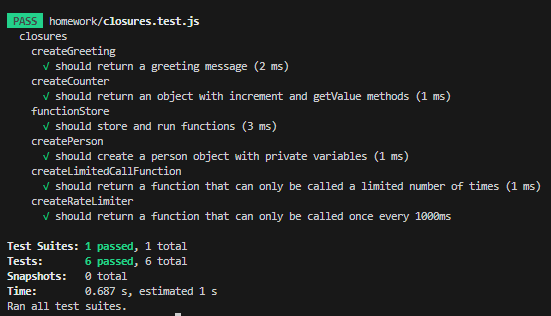 PASS homework/closures.test.js
closures
createGreeting
√ should return a greeting message (2 ms)
createCounter
√ should return an object with increment and getValue methods (1 ms)
functionStore
√ should store and run functions (3 ms)
createPerson
√ should create a person object with private variables (1 ms)
createLimitedCallFunction
√ should return a function that can only be called a limited number of times (1 ms)
createRateLimiter
√ should return a function that can only be called once every 1000ms
Test Suites: 1 passed, 1 total
Tests: 6 passed, 6 total
Snapshots: 0 total
Time: 0.687 s, estimated 1 s
Ran all test suites.